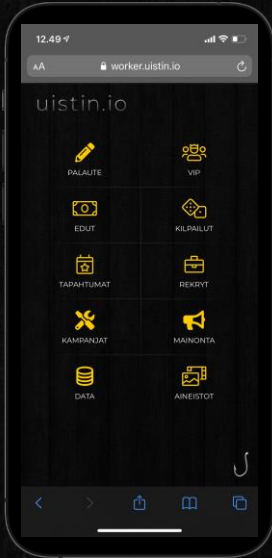 12.49
AA worker.uistin.io
uistin.io
PALAUTE VIP
EDUT KILPAILUT
TAPAHTUMAT REKRYT
KAMPANJAT MAINONTA
DATA AINEISTOT